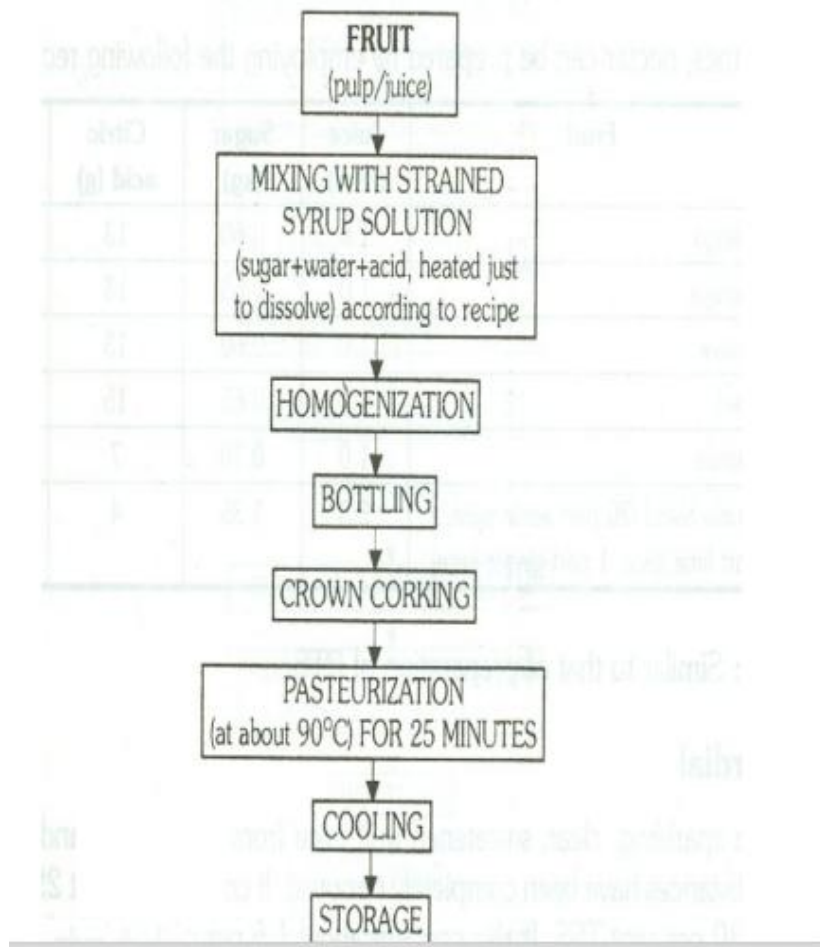 FRUIT
(pulp/juice)
MIXING WITH STRAINED
SYRUP SOLUTION
(sugar+water+acid, heated just
to dissolve) according to recipe
HOMOGENIZATION
BOTTLING
CROWN CORKING
PASTEURIZATION
(at about 90°C) FOR 25 MINUTES
COOLING
STORAGE